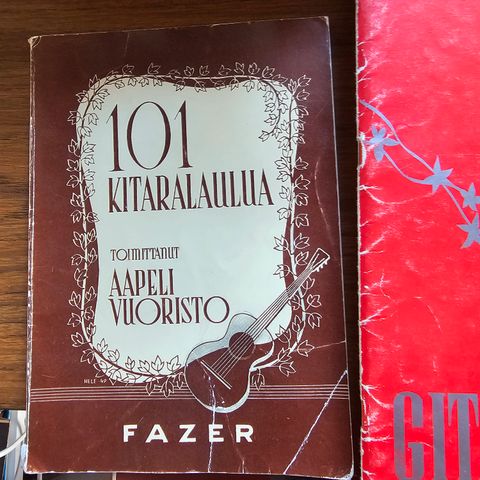 101
KITARALAULUA
TOIMITTANUT
AAPELI
VUORISTO
HELE 49
FAZER
GIT